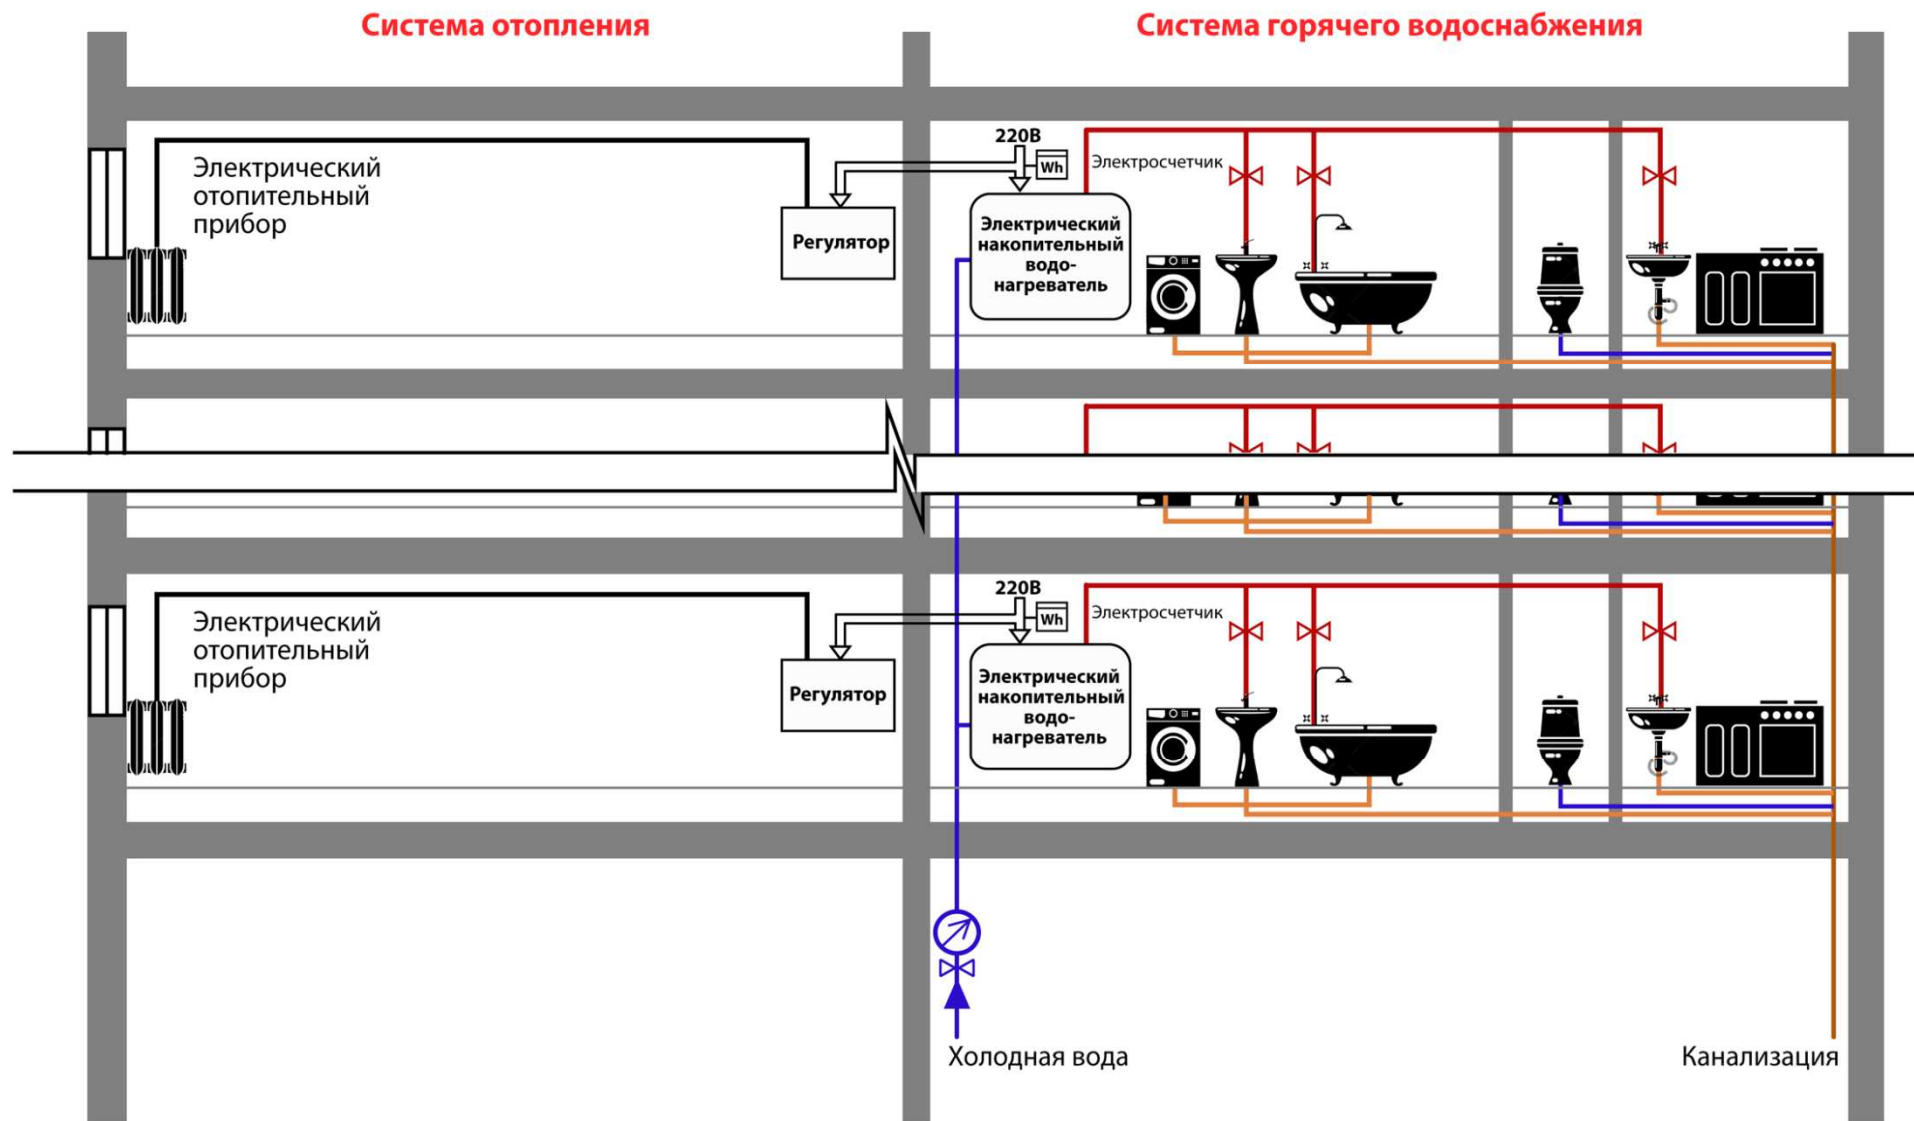 Система отопления
Система горячего водоснабжения
220В
Wh
Электросчетчик
Электрический
отопительный
прибор
Регулятор
Электрический
накопительный
водо-
нагреватель
220В
Wh
Электросчетчик
Электрический
отопительный
прибор
Регулятор
Электрический
накопительный
водо-
нагреватель
Холодная вода
Канализация